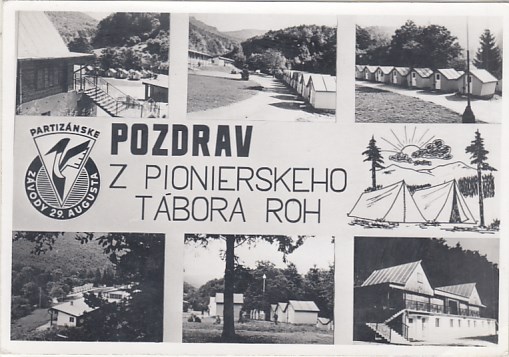 POZDRAV
Z PIONIERSKEHO
TÁBORA ROH
PARTIZÁNSKE
ZÁVODY 29. AUGUSTA